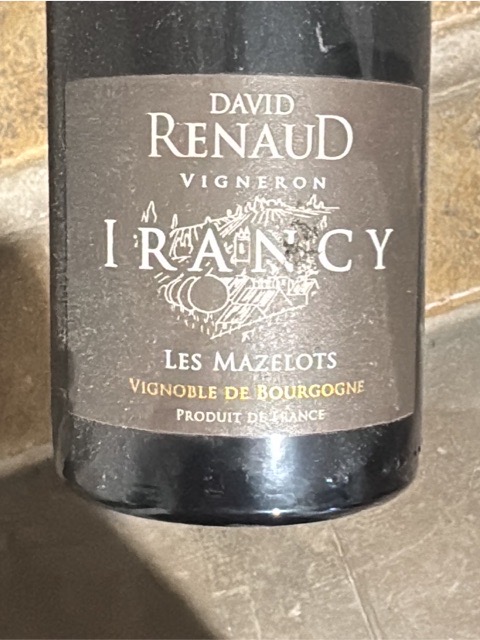 DAVID
RENAUD
VIGNERON
IRANCY
LES MAZELOTS
VIGNOBLE DE BOURGOGNE
PRODUIT DE FRANCE